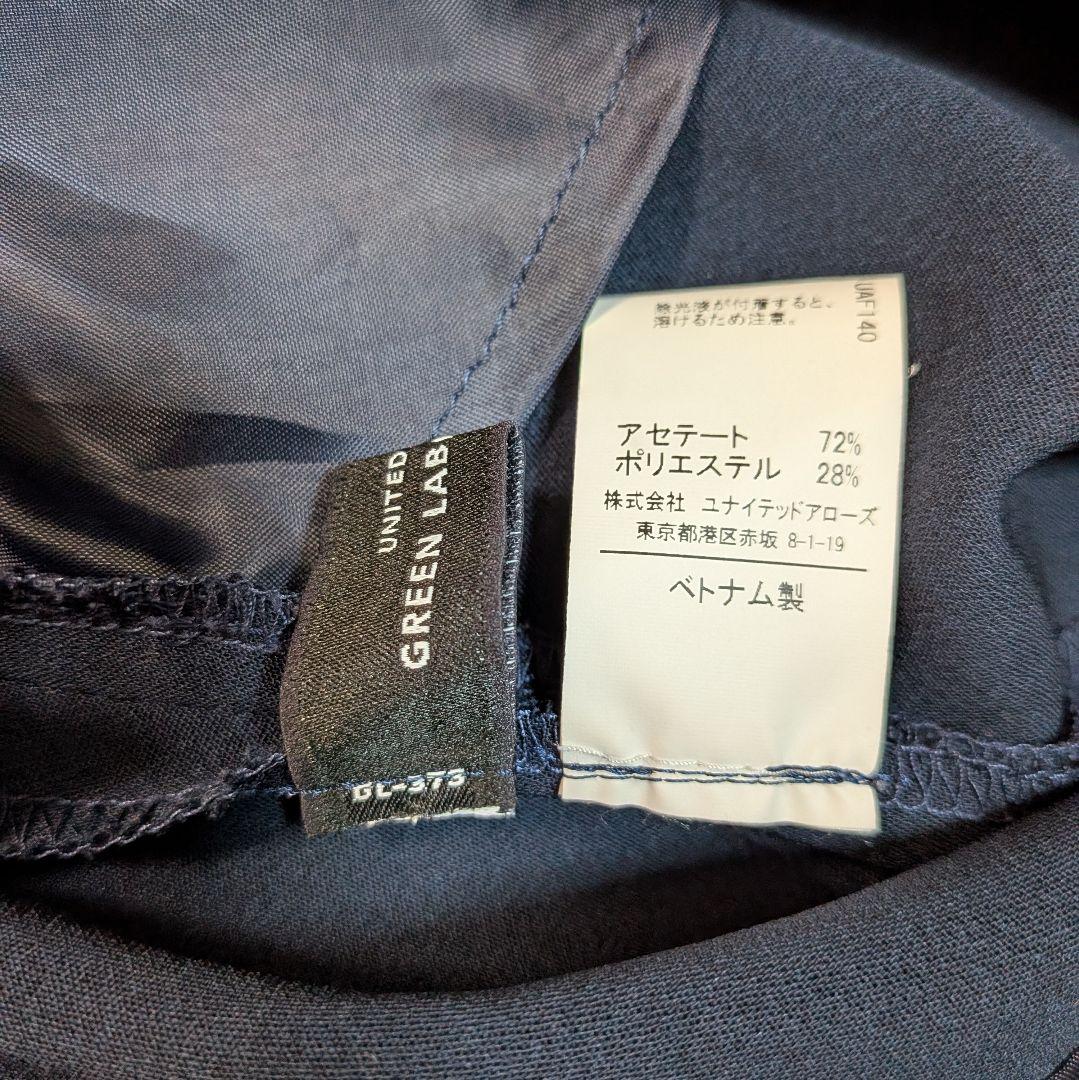 除光液が付着すると、
溶けるため注意。
UAF140
アセテート 72%
ポリエステル 28%
株式会社 ユナイテッドアローズ
東京都港区赤坂 8-1-19
ベトナム製
UNITED
GREEN LAB
GL-373